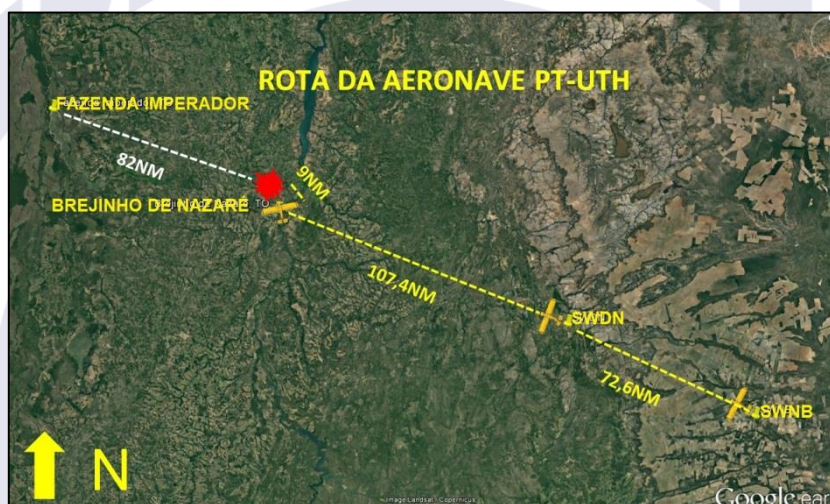 ROTA DA AERONAVE PT-UTH
FAZENDA IMPERADOR
82NM
9NM
BREJINHO DE NAZARÉ TO
107,4NM
SWDN
72,6NM
SWNB
N
Image Landsat / Copernicus
Google ear